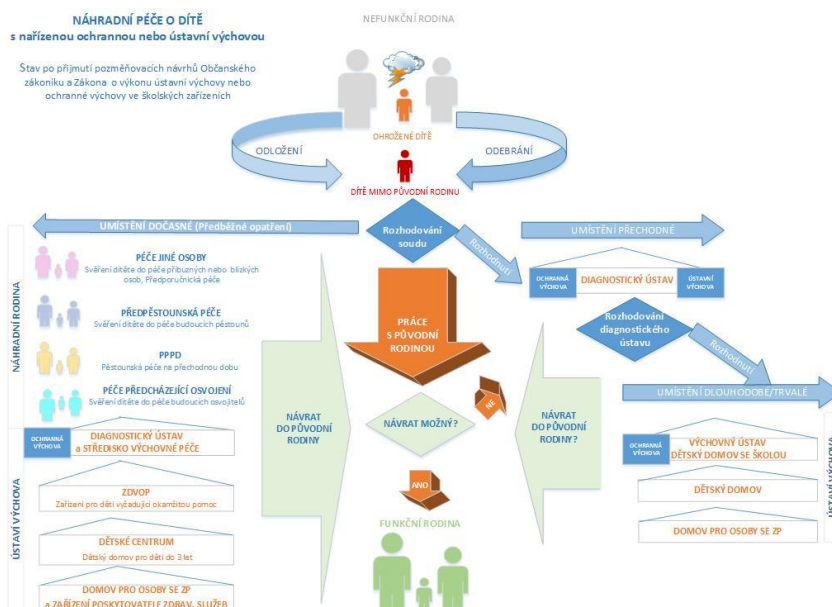 NÁHRADNÍ PÉČE O DÍTĚ
s nařízenou ochrannou nebo ústavní výchovou
Stav po přijmutí pozměňovacích návrhů Občanského
zákoníku a Zákona o výkonu ústavní výchovy nebo
ochranné výchovy ve školských zařízeních
NEFUNKČNÍ RODINA
OHROŽENÉ DÍTĚ
ODLOŽENÍ
ODEBRÁNÍ
DÍTĚ MIMO PŮVODNÍ RODINU
UMÍSTĚNÍ DOČASNÉ (Předběžné opatření)
Rozhodování
soudu
Rozhodnutí
UMÍSTĚNÍ PŘECHODNÉ
NÁHRADNÍ RODINA
PÉČE JINÉ OSOBY
Svěření dítěte do péče příbuzných nebo blízkých
osob, Předporučnická péče
PŘEDPĚSTOUNSKÁ PÉČE
Svěření dítěte do péče budoucích pěstounů
PPPD
Pěstounská péče na přechodnou dobu
PÉČE PŘEDCHÁZEJÍCÍ OSVOJENÍ
Svěření dítěte do péče budoucích osvojitelů
OCHRANNÁ
VÝCHOVA
DIAGNOSTICKÝ ÚSTAV
ÚSTAVNÍ
VÝCHOVA
PRÁCE
S PŮVODNÍ
RODINOU
Rozhodování
diagnostického
ústavu
Rozhodnutí
UMÍSTĚNÍ DLOUHODOBÉ/TRVALÉ
NÁVRAT
DO PŮVODNÍ
RODINY
NÁVRAT MOŽNÝ?
NE
NÁVRAT
DO PŮVODNÍ
RODINY?
ANO
FUNKČNÍ RODINA
ÚSTAVÍ VÝCHOVA
OCHRANNÁ
VÝCHOVA
DIAGNOSTICKÝ ÚSTAV
a STŘEDISKO VÝCHOVNÉ PÉČE
ZDVOP
Zařízení pro děti vyžadující okamžitou pomoc
DĚTSKÉ CENTRUM
Dětský domov pro děti do 3 let
DOMOV PRO OSOBY SE ZP
a ZAŘÍZENÍ POSKYTOVATELE ZDRAV. SLUŽEB
OCHRANNÁ
VÝCHOVA
VÝCHOVNÝ ÚSTAV
DĚTSKÝ DOMOV SE ŠKOLOU
DĚTSKÝ DOMOV
DOMOV PRO OSOBY SE ZP
ÚSTAVÍ VÝCHOVA